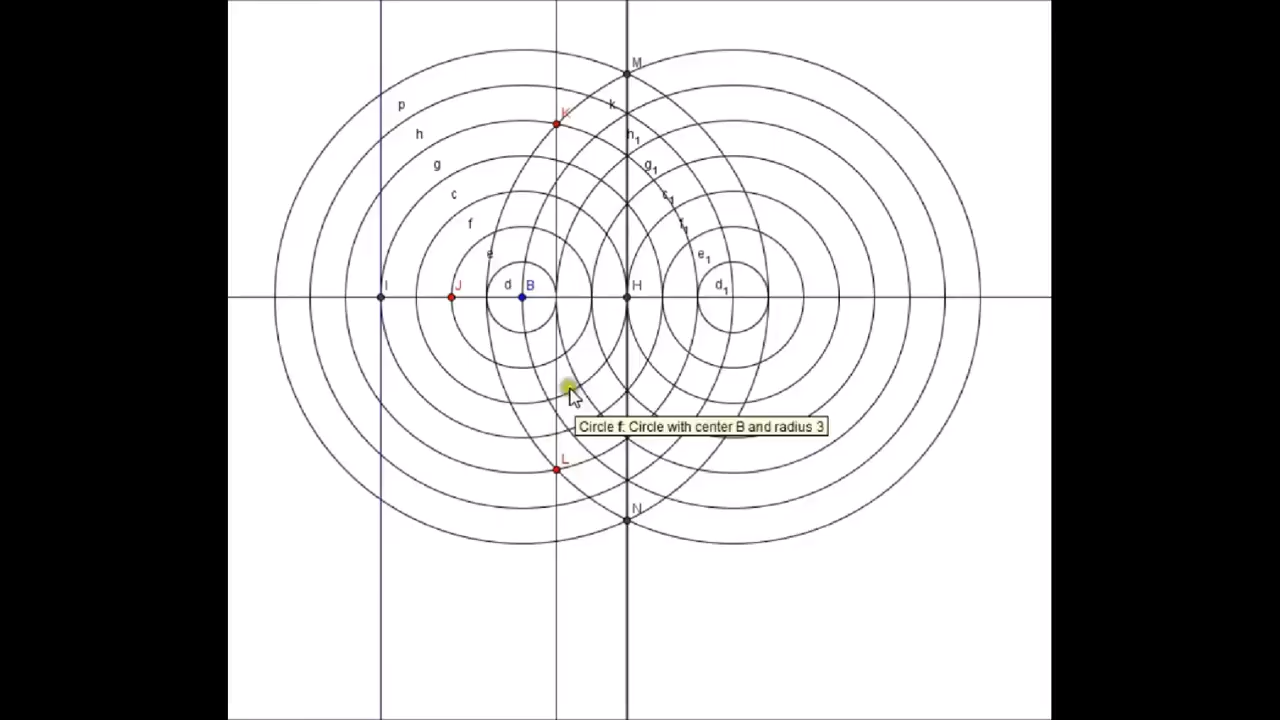 M
p
k
K
h
h₁
g
g₁
c
c₁
f
f₁
e
e₁
I
J
d
B
H
d₁
Circle f: Circle with center B and radius 3
L
N